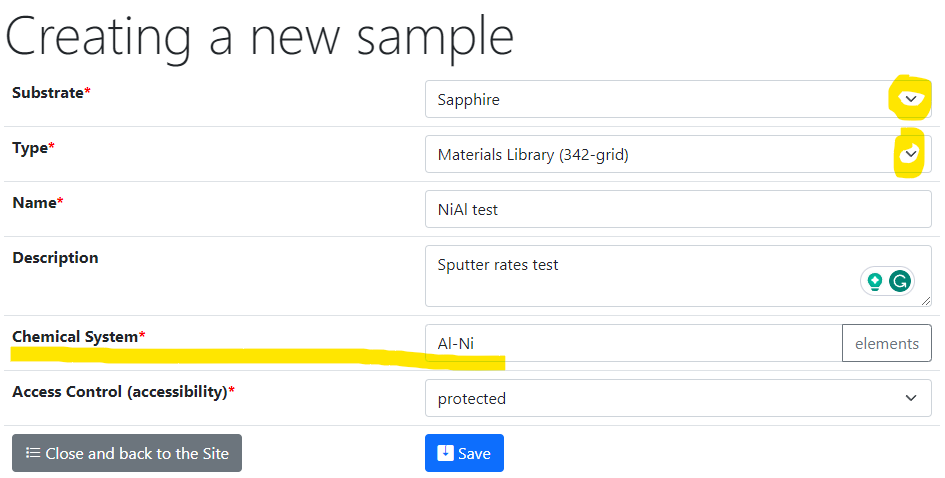 Creating a new sample
Substrate* Sapphire
Type* Materials Library (342-grid)
Name* NiAl test
Description Sputter rates test
Chemical System* Al-Ni elements
Access Control (accessibility)* protected
Close and back to the Site Save